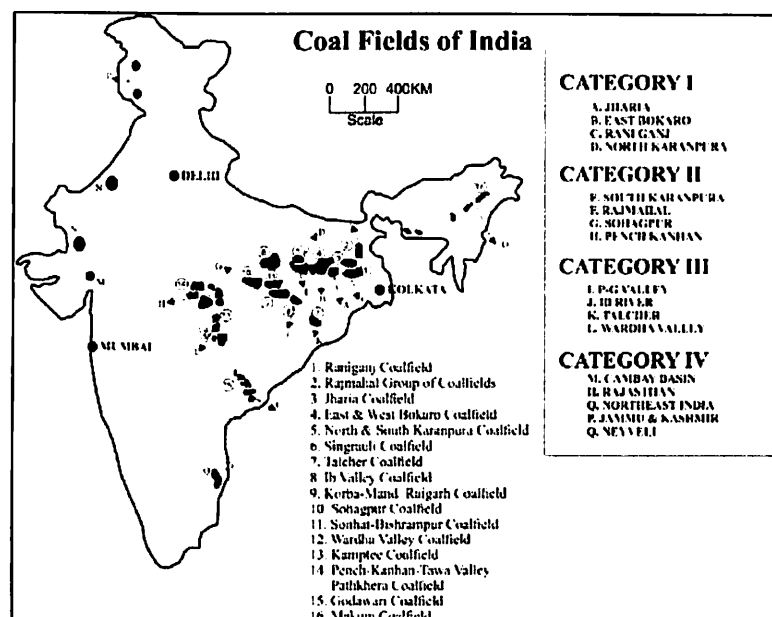 Coal Fields of India
0 200 400KM
Scale
DELHI
KOLKATA
MUMBAI
N
M
H
G
D
CATEGORY I
A. JHARIA
B. EAST BOKARO
C. RANIGANJ
D. NORTH KARANPURA
CATEGORY II
SOUTH KARANPURA
F. RAJMAHAL
G. SOHAGPUR
H. PENCH KANHAN
CATEGORY III
I. P-G VALLEY
J. IB RIVER
K. TALCHER
L. WARDHA VALLLEY
CATEGORY IV
M. CAMBAY BASIN
RAJASTHAN
NORTHEAST INDIA
P. JAMMU & KASHMIR
Q. NEYVELI
1. Raniganj Coalfield
2. Rajmahal Group of Coalfields
3 Jharia Coalfield
4. East & West Bokaro Coalfield
5. North & South Karanpura Coalfield
6. Singrauli Coalfield
7. Talcher Coalfield
8 Ib Valley Coalfield
9. Korba-Mand Raigarh Coalfield
10 Sohagpur Coalfield
11. Sonhat-Bishrampur Coalfield
12. Wardha Valley Coalfield
13. Kamptee Coalfield
14 Pench-Kanhan-Tawa Valley
Pathkhera Coalfield
15. Godawari Coalfield
16. Makum Coalfield